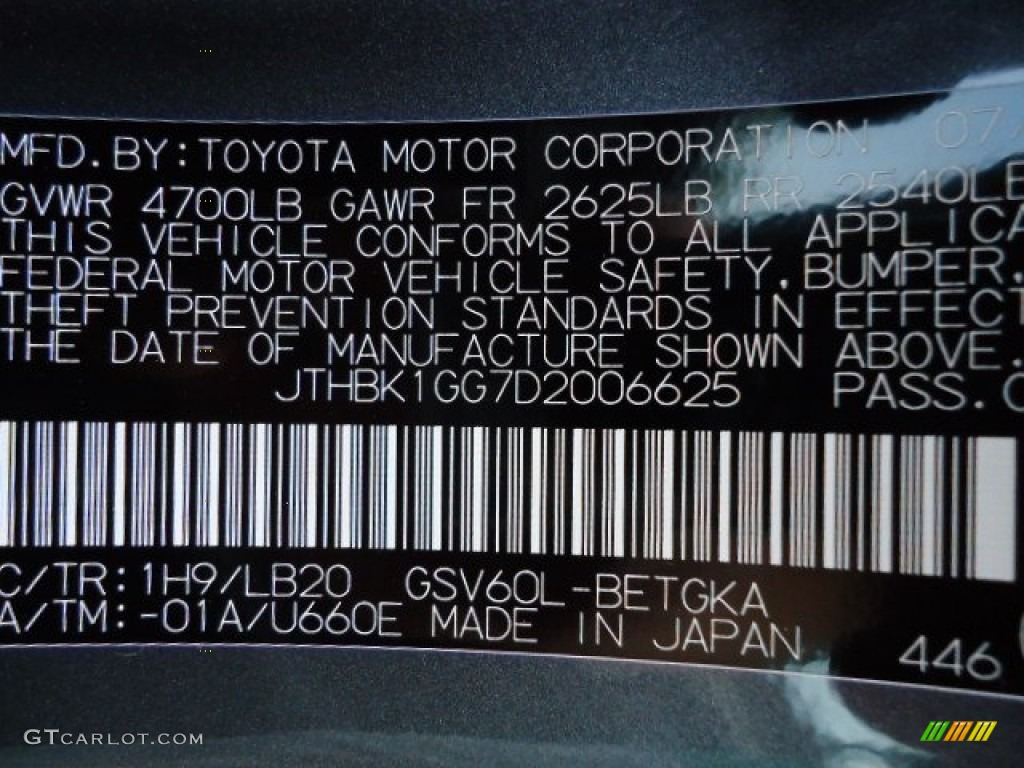 MFD. BY: TOYOTA MOTOR CORPORATION 07
GVWR 4700LB GAWR FR 2625LB RR 2540LB
THIS VEHICLE CONFORMS TO ALL APPLICA
FEDERAL MOTOR VEHICLE SAFETY, BUMPER,
THEFT PREVENTION STANDARDS IN EFFECT
THE DATE OF MANUFACTURE SHOWN ABOVE.
JTHBK1GG7D2006625 PASS.C
C/TR: 1H9/LB20 GSV60L-BETGKA
A/TM: -01A/U660E MADE IN JAPAN
446
GTCARLOT.COM